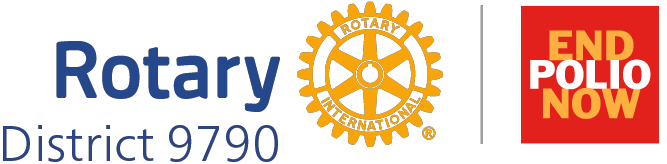 Rotary
District 9790
ROTARY
INTERNATIONAL
®
END
POLIO
NOW